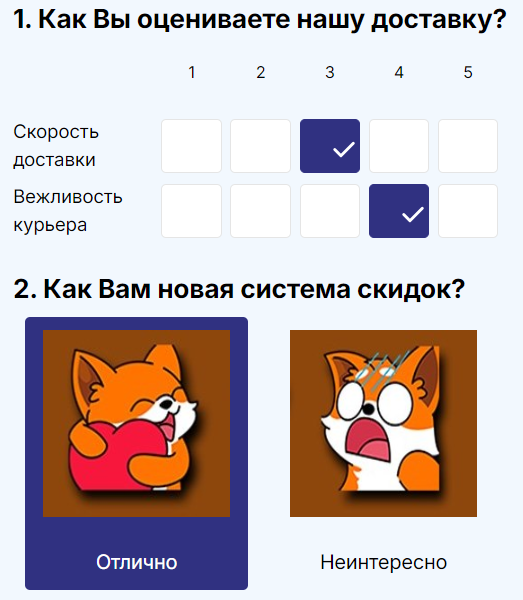 1. Как Вы оцениваете нашу доставку?
1 2 3 4 5
Скорость
доставки
Вежливость
курьера
2. Как Вам новая система скидок?
Отлично Неинтересно